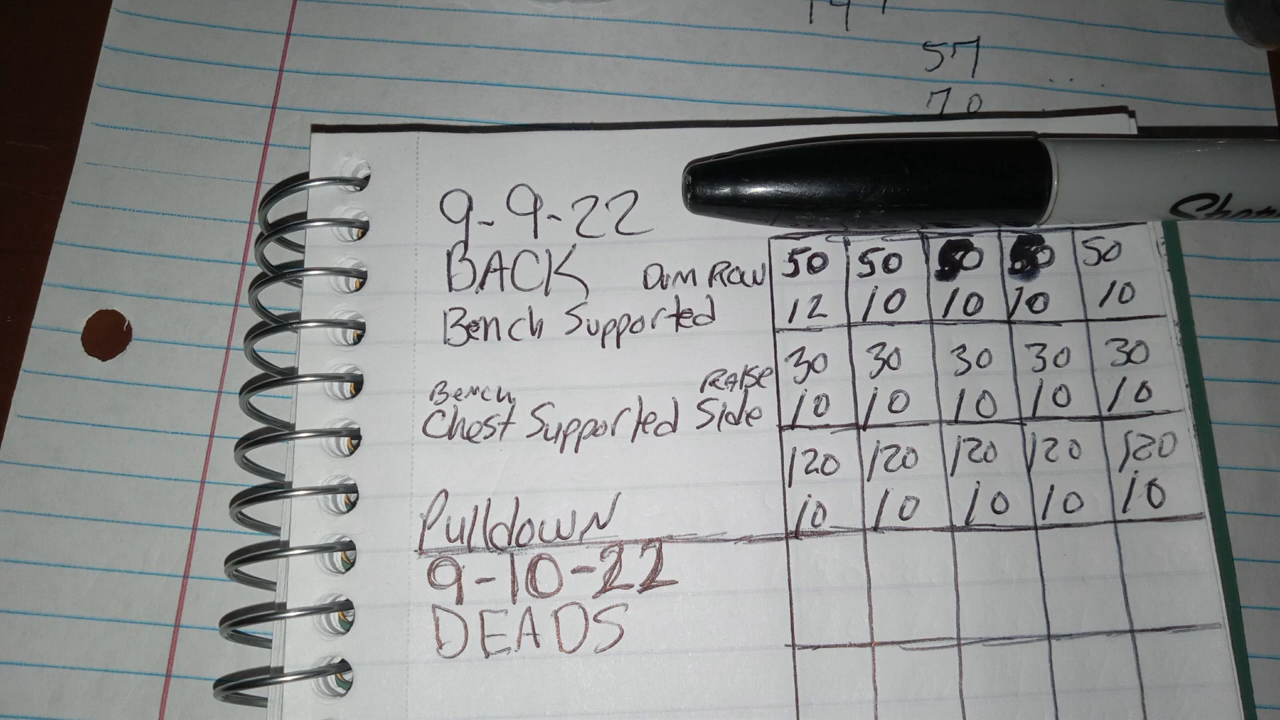 57
70
9-9-22
BACK Dum Row 50 50 50 50 50
Bench Supported 12 10 10 10 10
Bench Raise 30 30 30 30 30
Chest Supported Side 10 10 10 10 10
120 120 120 120 120
Pulldown 10 10 10 10 10
9-10-22
DEADS